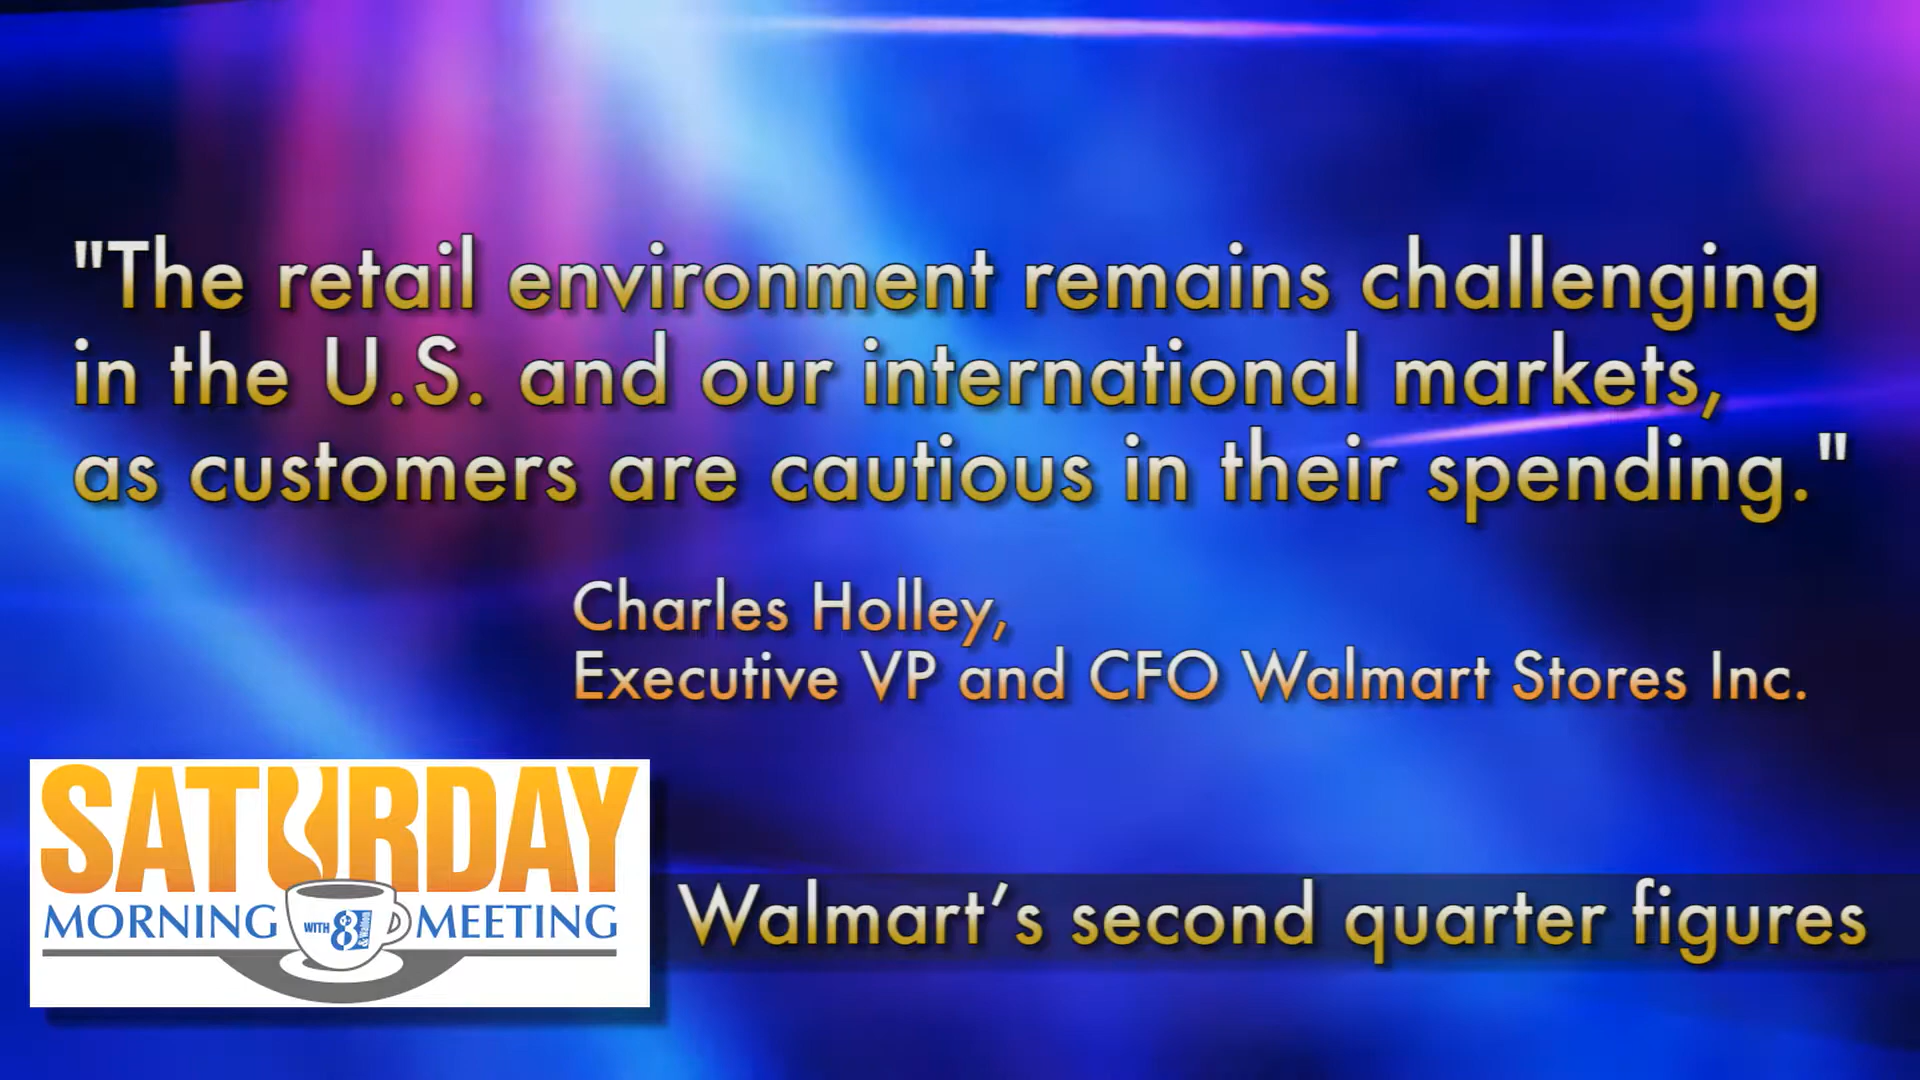 "The retail environment remains challenging
in the U.S. and our international markets,
as customers are cautious in their spending."
Charles Holley,
Executive VP and CFO Walmart Stores Inc.
SATURDAY
MORNING WITH 8 & Walton MEETING
Walmart’s second quarter figures